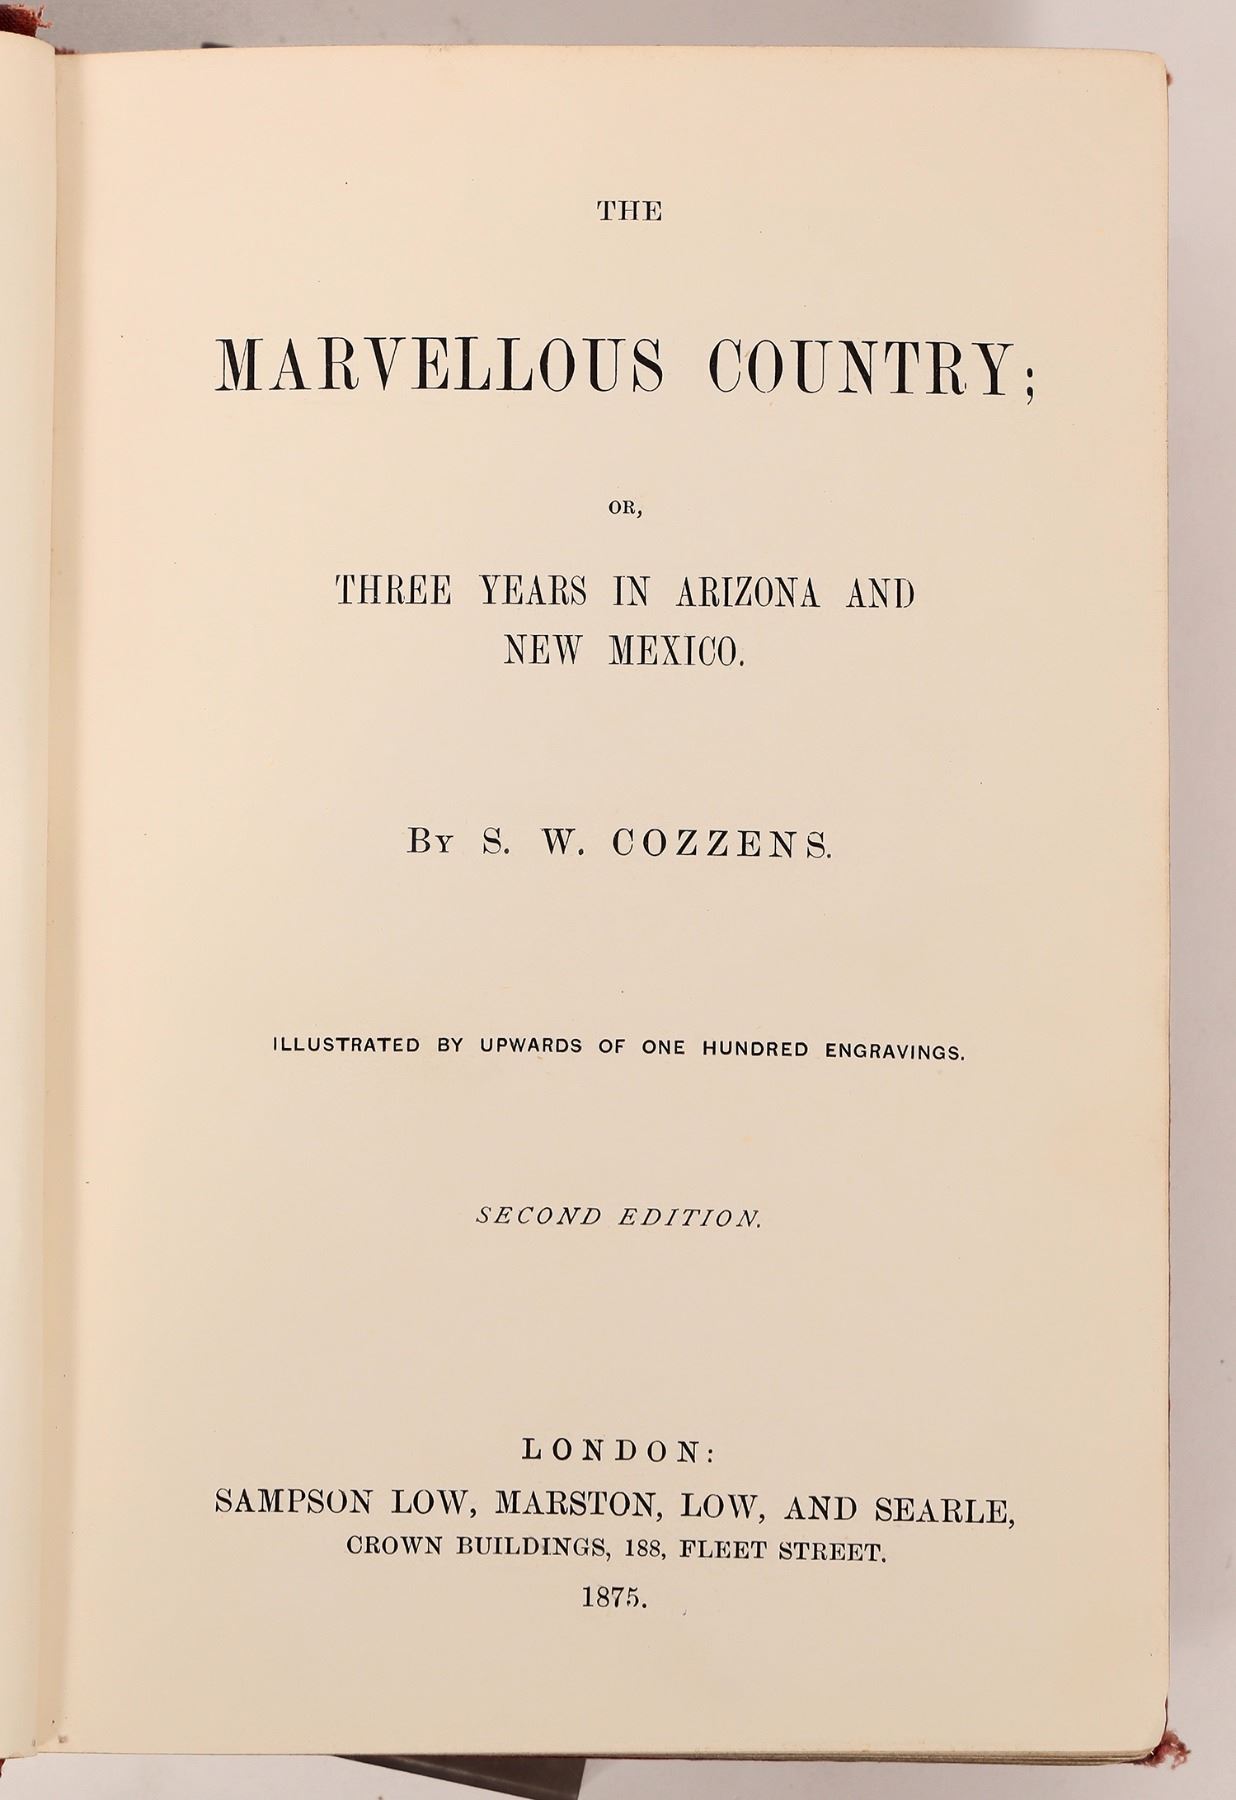 THE
MARVELLOUS COUNTRY;
OR,
THREE YEARS IN ARIZONA AND
NEW MEXICO.
BY S. W. COZZENS.
ILLUSTRATED BY UPWARDS OF ONE HUNDRED ENGRAVINGS.
SECOND EDITION.
LONDON:
SAMPSON LOW, MARSTON, LOW, AND SEARLE,
CROWN BUILDINGS, 188, FLEET STREET.
1875.